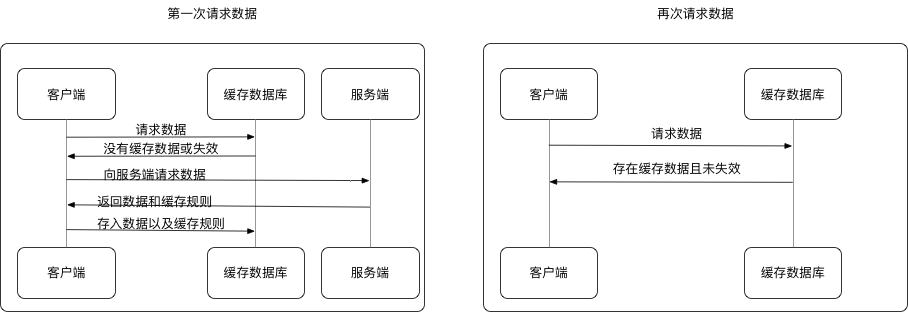 第一次请求数据
客户端
缓存数据库
服务端
请求数据
没有缓存数据或失效
向服务端请求数据
返回数据和缓存规则
存入数据以及缓存规则
客户端
缓存数据库
服务端
再次请求数据
客户端
缓存数据库
请求数据
存在缓存数据且未失效
客户端
缓存数据库